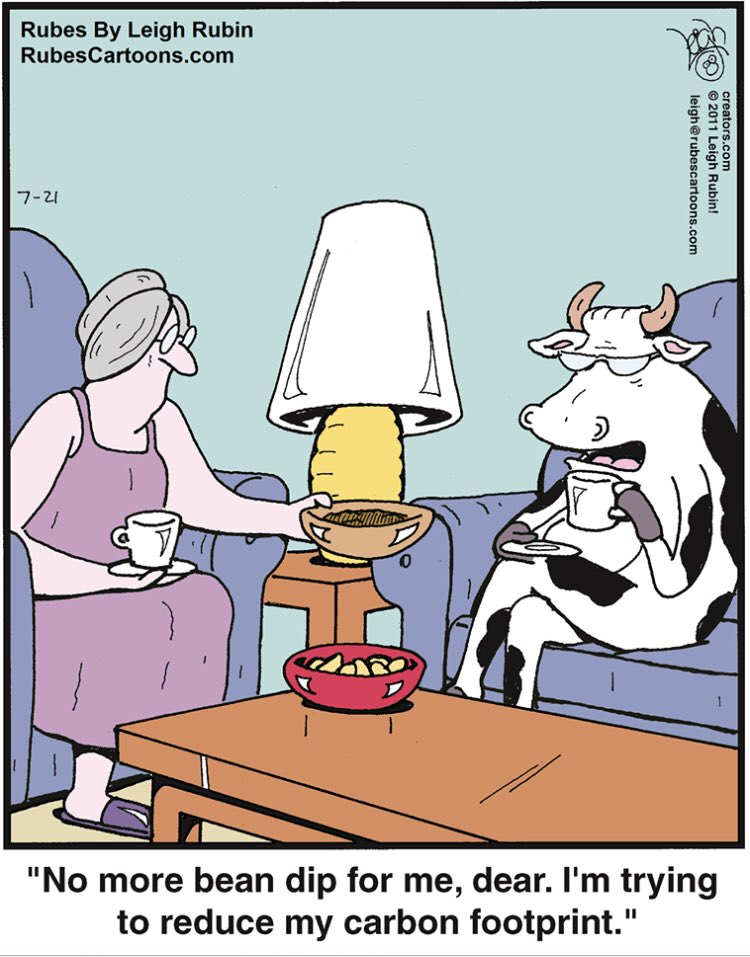 Rubes By Leigh Rubin
RubesCartoons.com
creators.com
© 2011 Leigh Rubin!
leigh@rubescartoons.com
7-21
"No more bean dip for me, dear. I'm trying
to reduce my carbon footprint."